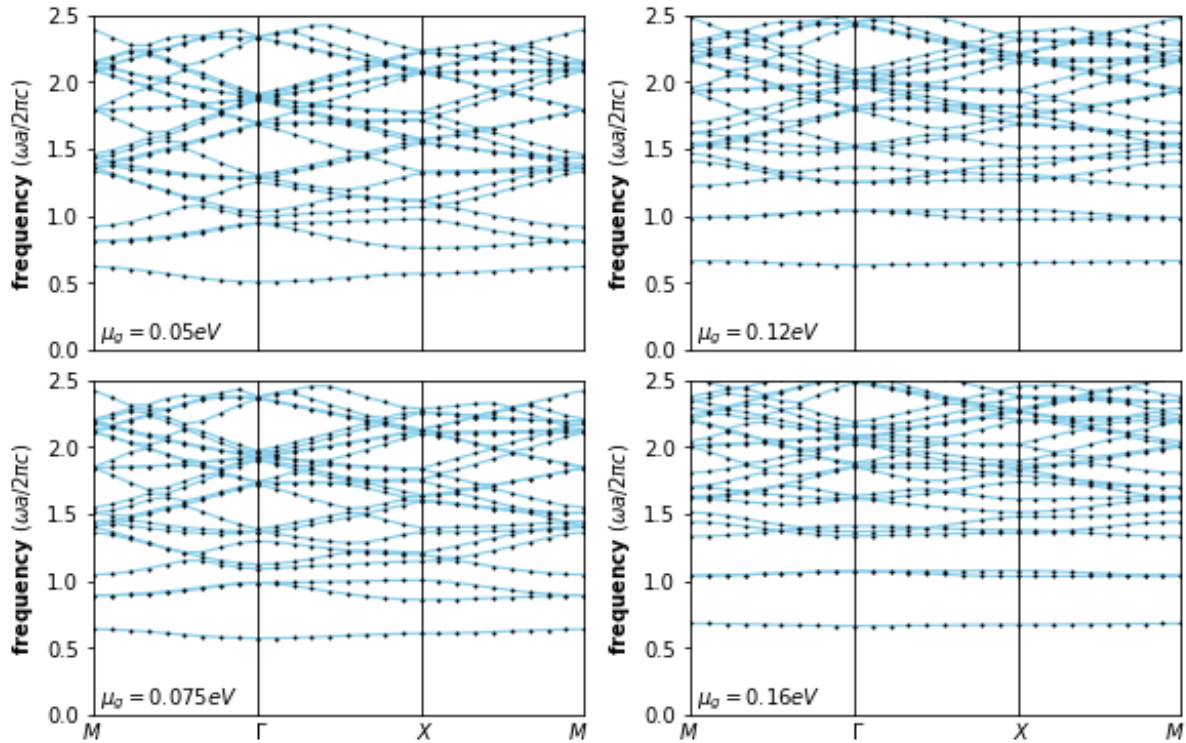 2.5
2.0
1.5
1.0
0.5
0.0
frequency (ωa/2πc)
μg = 0.05eV
2.5
2.0
1.5
1.0
0.5
0.0
frequency (ωa/2πc)
μg = 0.12eV
2.5
2.0
1.5
1.0
0.5
0.0
frequency (ωa/2πc)
μg = 0.075eV
M Γ X M
2.5
2.0
1.5
1.0
0.5
0.0
frequency (ωa/2πc)
μg = 0.16eV
M Γ X M